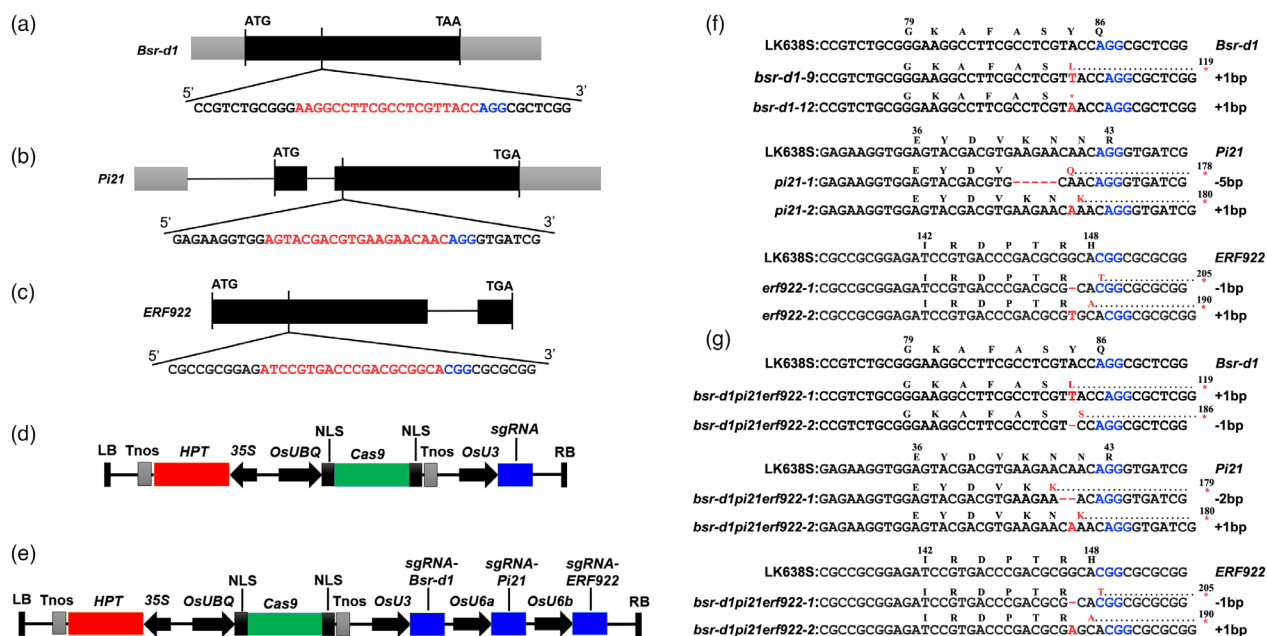 (a)
ATG TAA
Bsr-d1
5' 3'
CCGTCTGCGGGAAGGCCTTCGCCTCGTTACCAGGCGCTCGG
(b)
ATG TGA
Pi21
5' 3'
GAGAAGGTGGAGTACGACGTGAAGAACAACAGGGTGATCG
(c)
ATG TGA
ERF922
5' 3'
CGCCGCGGAGATCCGTGACCCGACGCGGCACGGCGCGCGG
(d)
NLS NLS sgRNA
LB Tnos HPT 35S OsUBQ Cas9 Tnos OsU3 RB
(e)
sgRNA- sgRNA- sgRNA-
NLS NLS Bsr-d1 Pi21 ERF922
LB Tnos HPT 35S OsUBQ Cas9 Tnos OsU3 OsU6a OsU6b RB
(f)
79 86
G K A F A S Y Q
LK638S:CCGTCTGCGGGAAGGCCTTCGCCTCGTACCAGGCGCTCGG Bsr-d1
G K A F A S L 119 *
bsr-d1-9:CCGTCTGCGGGAAGGCCTTCGCCTCGTTACCAGGCGCTCGG +1bp
G K A F A S *
bsr-d1-12:CCGTCTGCGGGAAGGCCTTCGCCTCGTAACCAGGCGCTCGG +1bp
36 43
E Y D V K N N R
LK638S:GAGAAGGTGGAGTACGACGTGAAGAACAACAGGGTGATCG Pi21
E Y D V Q 178 *
pi21-1:GAGAAGGTGGAGTACGACGTG-----CAACAGGGTGATCG -5bp
E Y D V K N K 180 *
pi21-2:GAGAAGGTGGAGTACGACGTGAAGAACAAACAGGGTGATCG +1bp
142 148
I R D P T R H
LK638S:CGCCGCGGAGATCCGTGACCCGACGCGGCACGGCGCGCGG ERF922
I R D P T R T 205 *
erf922-1:CGCCGCGGAGATCCGTGACCCGACGCG-CACGGCGCGCGG -1bp
I R D P T R A 190 *
erf922-2:CGCCGCGGAGATCCGTGACCCGACGCGTGCACGGCGCGCGG +1bp
(g)
79 86
G K A F A S Y Q
LK638S:CCGTCTGCGGGAAGGCCTTCGCCTCGTACCAGGCGCTCGG Bsr-d1
G K A F A S L 119 *
bsr-d1pi21erf922-1:CCGTCTGCGGGAAGGCCTTCGCCTCGTTACCAGGCGCTCGG +1bp
G K A F A S S 186 *
bsr-d1pi21erf922-2:CCGTCTGCGGGAAGGCCTTCGCCTCGT-CCAGGCGCTCGG -1bp
36 43
E Y D V K N N R
LK638S:GAGAAGGTGGAGTACGACGTGAAGAACAACAGGGTGATCG Pi21
E Y D V K K 179 *
bsr-d1pi21erf922-1:GAGAAGGTGGAGTACGACGTGAAGAA--ACAGGGTGATCG -2bp
E Y D V K N K 180 *
bsr-d1pi21erf922-2:GAGAAGGTGGAGTACGACGTGAAGAACAAACAGGGTGATCG +1bp
142 148
I R D P T R H
LK638S:CGCCGCGGAGATCCGTGACCCGACGCGGCACGGCGCGCGG ERF922
I R D P T R T 205 *
bsr-d1pi21erf922-1:CGCCGCGGAGATCCGTGACCCGACGCG-CACGGCGCGCGG -1bp
I R D P T R A 190 *
bsr-d1pi21erf922-2:CGCCGCGGAGATCCGTGACCCGACGCGAGCACGGCGCGCGG +1bp